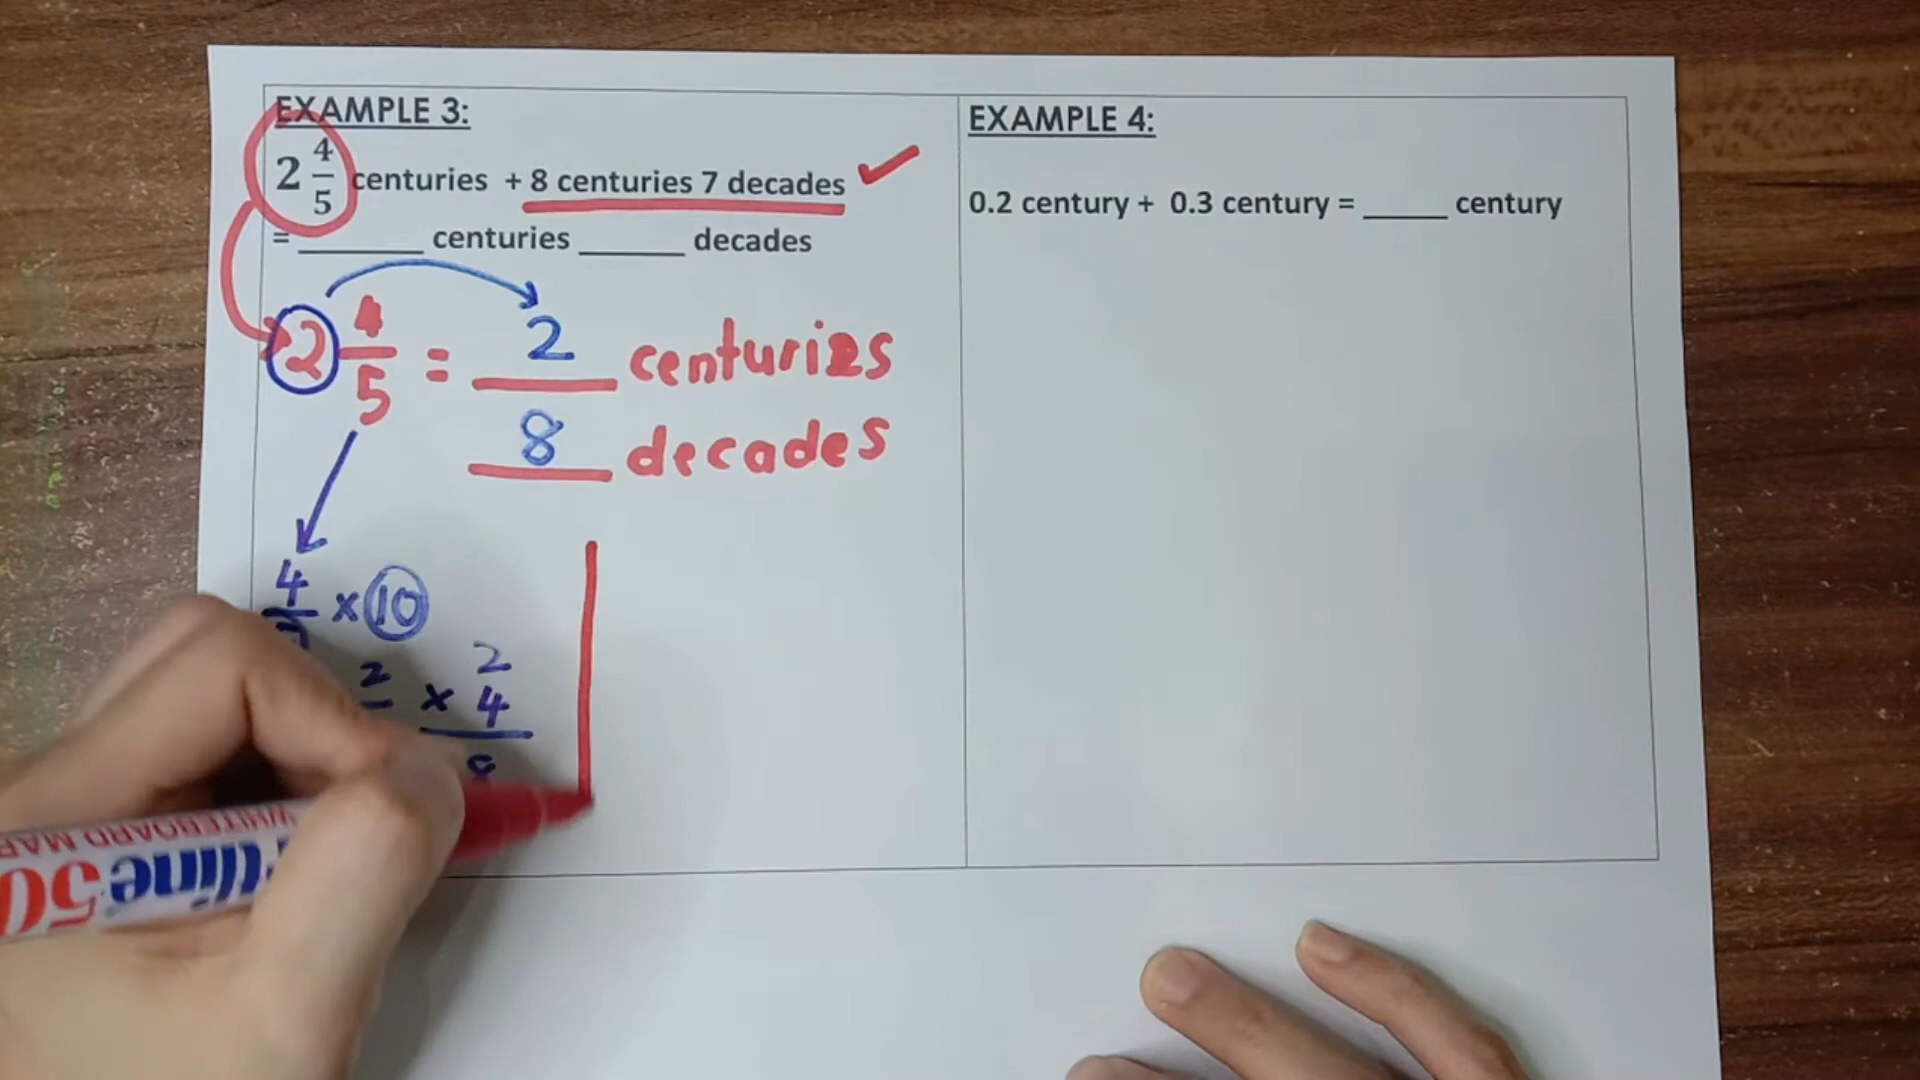 EXAMPLE 3:
2 4/5 centuries + 8 centuries 7 decades
= ______ centuries ______ decades
2 4/5 = 2 centuries
8 decades
4/5 × 10
2
× 4
2
EXAMPLE 4:
0.2 century + 0.3 century = _____ century
WHITEBOARD MAR
tline 50